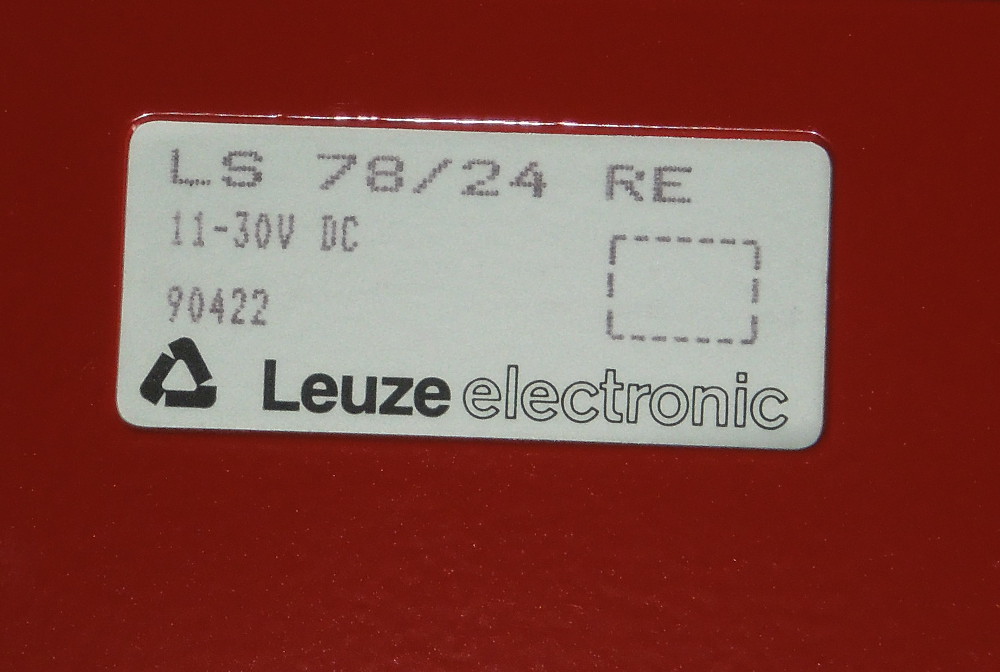 LS 78/24 RE
11-30V DC
90422
Leuze electronic